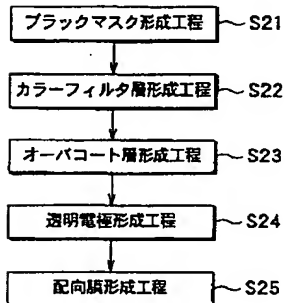 ブラックマスク形成工程 S21
カラーフィルタ層形成工程 S22
オーバコート層形成工程 S23
透明電極形成工程 S24
配向膜形成工程 S25